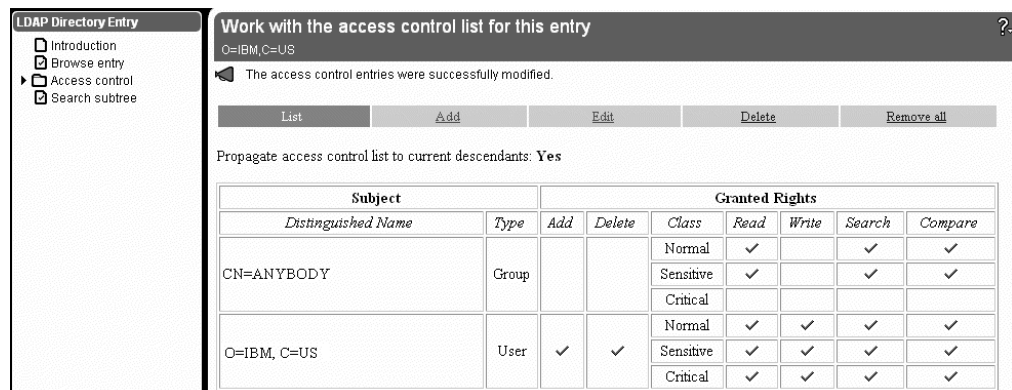 LDAP Directory Entry
Introduction
Browse entry
Access control
Search subtree
Work with the access control list for this entry
O=IBM,C=US
?
The access control entries were successfully modified.
List Add Edit Delete Remove all
Propagate access control list to current descendants: Yes
Subject Granted Rights
Distinguished Name Type Add Delete Class Read Write Search Compare
CN=ANYBODY Group
Normal
Sensitive
Critical
O=IBM, C=US User
Normal
Sensitive
Critical